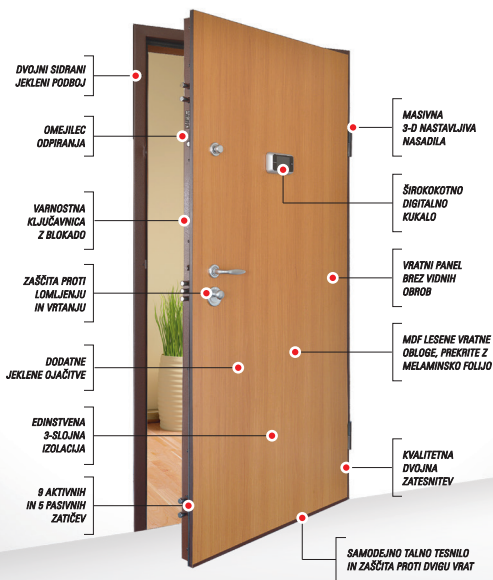 DVOJNI SIDRANI
JEKLENI PODBOJ
OMEJILEC
ODPIRANJA
VARNOSTNA
KLJUČAVNICA
Z BLOKADO
ZAŠČITA PROTI
LOMLJENJU
IN VRTANJU
DODATNE
JEKLENE OJAČITVE
EDINSTVENA
3-SLOJNA
IZOLACIJA
9 AKTIVNIH
IN 5 PASIVNIH
ZATIČEV
MASIVNA
3-D NASTAVLJIVA
NASADILA
ŠIROKOKOTNO
DIGITALNO
KUKALO
VRATNI PANEL
BREZ VIDNIH
OBROB
MDF LESENE VRATNE
OBLOGE, PREKRITE Z
MELAMINSKO FOLIJO
KVALITETNA
DVOJNA
ZATESNITEV
SAMODEJNO TALNO TESNILO
IN ZAŠČITA PROTI DVIGU VRAT